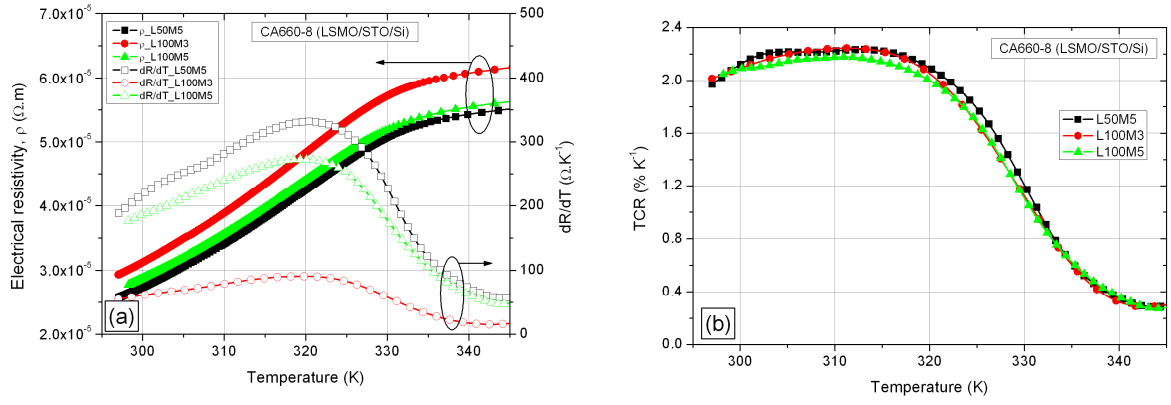 7.0x10⁻⁵
6.0x10⁻⁵
5.0x10⁻⁵
4.0x10⁻⁵
3.0x10⁻⁵
2.0x10⁻⁵
Electrical resistivity, ρ (Ω.m)
ρ_L50M5
ρ_L100M3
ρ_L100M5
dR/dT_L50M5
dR/dT_L100M3
dR/dT_L100M5
CA660-8 (LSMO/STO/Si)
(a)
500
400
300
200
100
0
dR/dT (Ω.K⁻¹)
300 310 320 330 340
Temperature (K)
2.4
2.0
1.6
1.2
0.8
0.4
0.0
TCR (% K⁻¹)
CA660-8 (LSMO/STO/Si)
L50M5
L100M3
L100M5
(b)
300 310 320 330 340
Temperature (K)